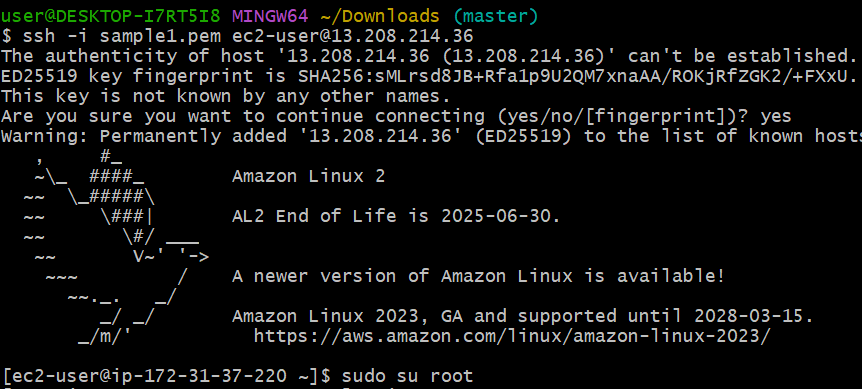 user@DESKTOP-I7RT5I8 MINGW64 ~/Downloads (master)
$ ssh -i sample1.pem ec2-user@13.208.214.36
The authenticity of host '13.208.214.36 (13.208.214.36)' can't be established.
ED25519 key fingerprint is SHA256:sMLrsd8JB+Rfa1p9U2QM7xnaAA/ROKjRfZGK2/+FXxU.
This key is not known by any other names.
Are you sure you want to continue connecting (yes/no/[fingerprint])? yes
Warning: Permanently added '13.208.214.36' (ED25519) to the list of known hosts
   ,     #_
   ~\_  ####_        Amazon Linux 2
  ~~  \_#####\
  ~~     \###|       AL2 End of Life is 2025-06-30.
  ~~       \#/ ___
   ~~       V~' '->
    ~~~         /    A newer version of Amazon Linux is available!
      ~~._.   _/
         _/ _/       Amazon Linux 2023, GA and supported until 2028-03-15.
       _/m/'           https://aws.amazon.com/linux/amazon-linux-2023/
[ec2-user@ip-172-31-37-220 ~]$ sudo su root